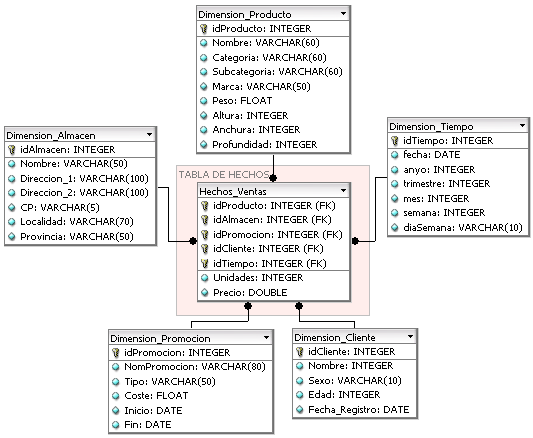 Dimension_Producto
idProducto: INTEGER
Nombre: VARCHAR(60)
Categoria: VARCHAR(60)
Subcategoria: VARCHAR(60)
Marca: VARCHAR(50)
Peso: FLOAT
Altura: INTEGER
Anchura: INTEGER
Profundidad: INTEGER
Dimension_Almacen
idAlmacen: INTEGER
Nombre: VARCHAR(50)
Direccion_1: VARCHAR(100)
Direccion_2: VARCHAR(100)
CP: VARCHAR(5)
Localidad: VARCHAR(70)
Provincia: VARCHAR(50)
Dimension_Tiempo
idTiempo: INTEGER
fecha: DATE
anyo: INTEGER
trimestre: INTEGER
mes: INTEGER
semana: INTEGER
diaSemana: VARCHAR(10)
TABLA DE HECHOS
Hechos_Ventas
idProducto: INTEGER (FK)
idAlmacen: INTEGER (FK)
idPromocion: INTEGER (FK)
idCliente: INTEGER (FK)
idTiempo: INTEGER (FK)
Unidades: INTEGER
Precio: DOUBLE
Dimension_Promocion
idPromocion: INTEGER
NomPromocion: VARCHAR(80)
Tipo: VARCHAR(50)
Coste: FLOAT
Inicio: DATE
Fin: DATE
Dimension_Cliente
idCliente: INTEGER
Nombre: INTEGER
Sexo: VARCHAR(10)
Edad: INTEGER
Fecha_Registro: DATE